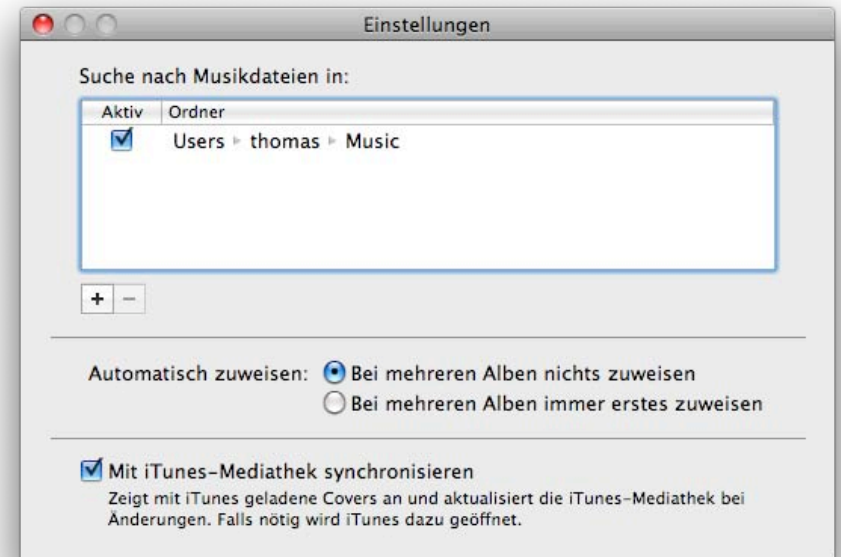 Einstellungen
Suche nach Musikdateien in:
Aktiv Ordner
Users ▸ thomas ▸ Music
+ −
Automatisch zuweisen: Bei mehreren Alben nichts zuweisen
Bei mehreren Alben immer erstes zuweisen
Mit iTunes-Mediathek synchronisieren
Zeigt mit iTunes geladene Covers an und aktualisiert die iTunes-Mediathek bei
Änderungen. Falls nötig wird iTunes dazu geöffnet.